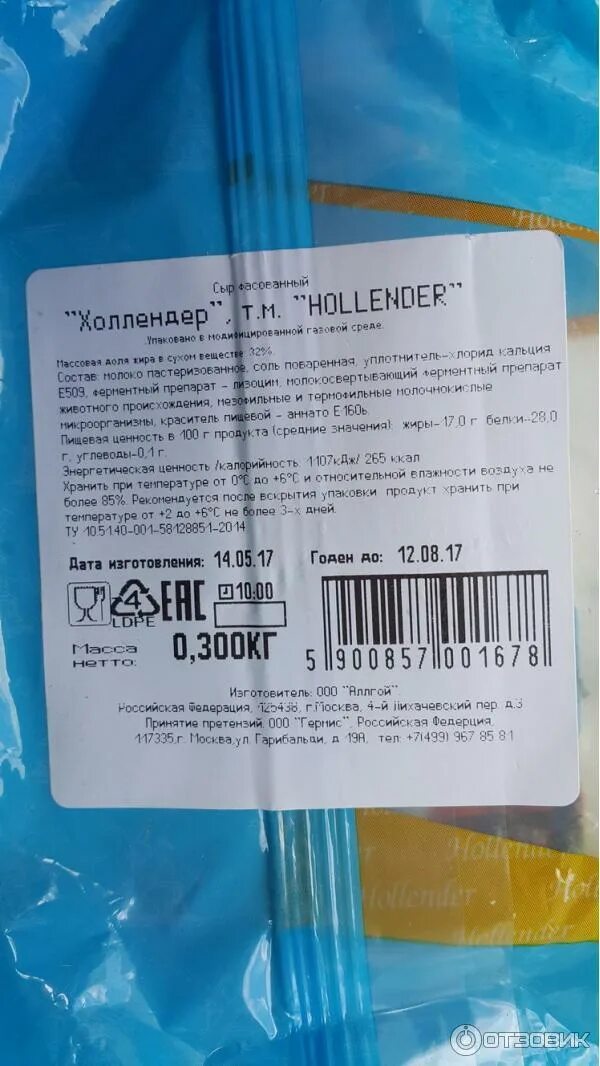 Hollender
Сыр фасованный
"Холлендер", т.м. "HOLLENDER"
Упаковано в модифицированной газовой среде.
Массовая доля жира в сухом веществе 32%
Состав: молоко пастеризованное, соль поваренная, уплотнитель-хлорид кальция
Е509, ферментный препарат - лизоцим, молокосвертывающий ферментный препарат
животного происхождения, мезофильные и термофильные молочнокислые
микроорганизмы, краситель пищевой - аннато Е160ь.
Пищевая ценность в 100 г продукта (средние значения): жиры-17,0 г белки-28,0
г, углеводы-0,1 г.
Энергетическая ценность /калорийность: 1107кДж/ 265 ккал
Хранить при температуре от 0°С до +6°С и относительной влажности воздуха не
более 85%. Рекомендуется после вскрытия упаковки продукт хранить при
температуре от +2 до +6°С не более 3-х дней.
ТУ 10.5140-001-58128851-2014
Дата изготовления: 14.05.17 Годен до: 12.08.17
4
LDPE
EAC
10:00
Масса
нетто:
0,300КГ
5 900857 001678
Изготовитель: ООО "Аллгой".
Российская Федерация, 125438, г.Москва, 4-й Лихачевский пер. д.3
Принятие претензий: ООО "Гернис", Российская Федерция,
117335,г. Москва,ул. Гарибальди, д 19А, тел: +7(499) 967 85 81
Hollender
Hollender
Hollender
ОТЗОВИК